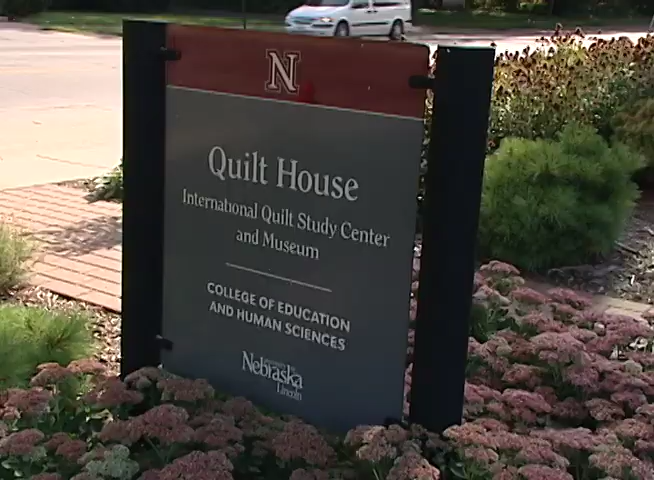 N
Quilt House
International Quilt Study Center
and Museum
COLLEGE OF EDUCATION
AND HUMAN SCIENCES
Nebraska
Lincoln